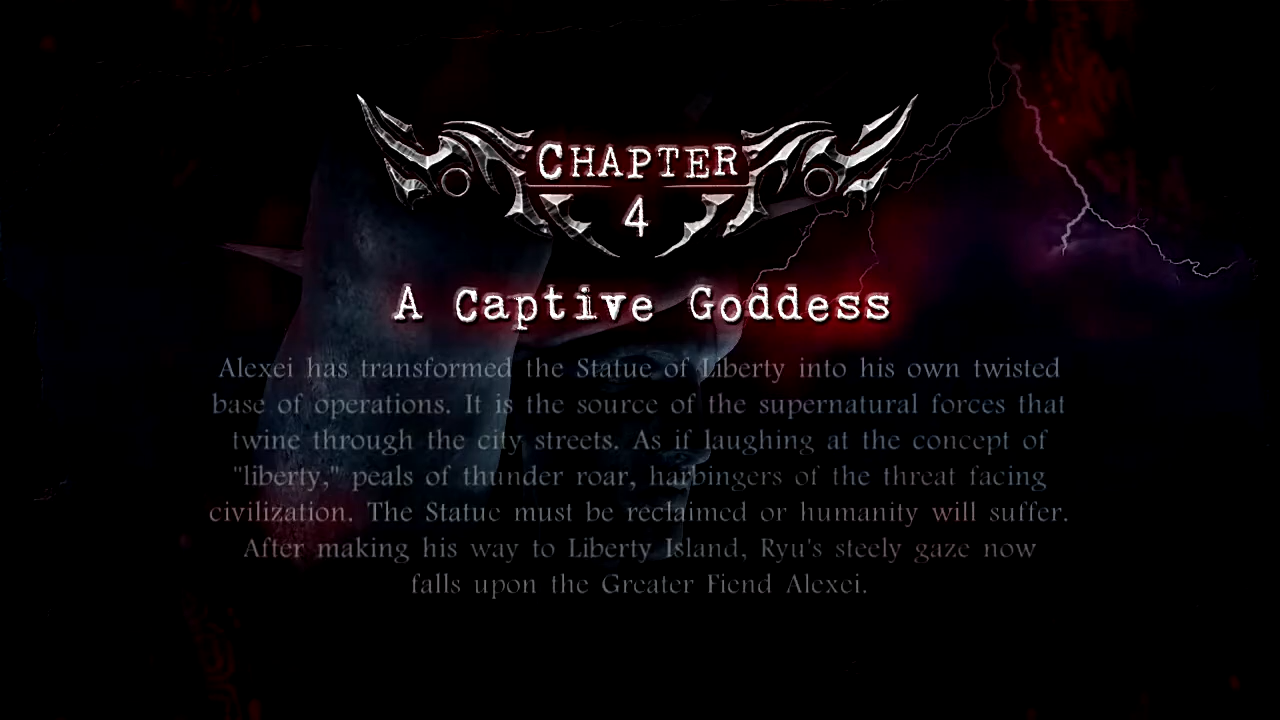 CHAPTER
4
A Captive Goddess
Alexei has transformed the Statue of Liberty into his own twisted
base of operations. It is the source of the supernatural forces that
twine through the city streets. As if laughing at the concept of
"liberty," peals of thunder roar, harbingers of the threat facing
civilization. The Statue must be reclaimed or humanity will suffer.
After making his way to Liberty Island, Ryu's steely gaze now
falls upon the Greater Fiend Alexei.